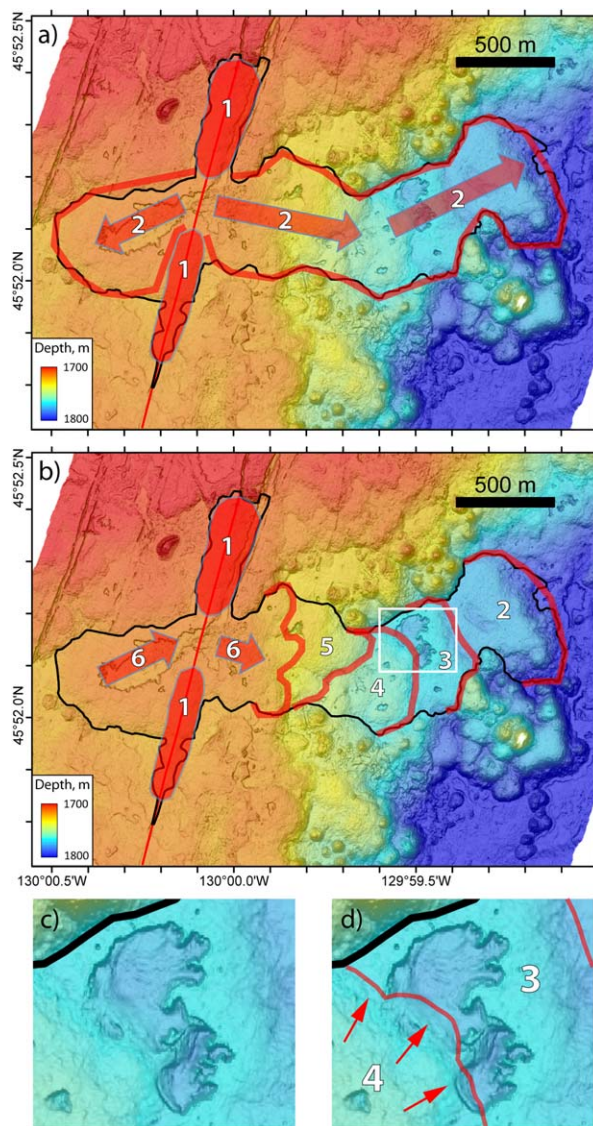 a)
500 m
45°52.5'N
1
2
2
2
1
45°52.0'N
Depth, m
1700
1800
b)
500 m
45°52.5'N
1
6
6
5
4
3
2
1
45°52.0'N
Depth, m
1700
1800
130°00.5'W
130°00.0'W
129°59.5'W
c)
d)
3
4